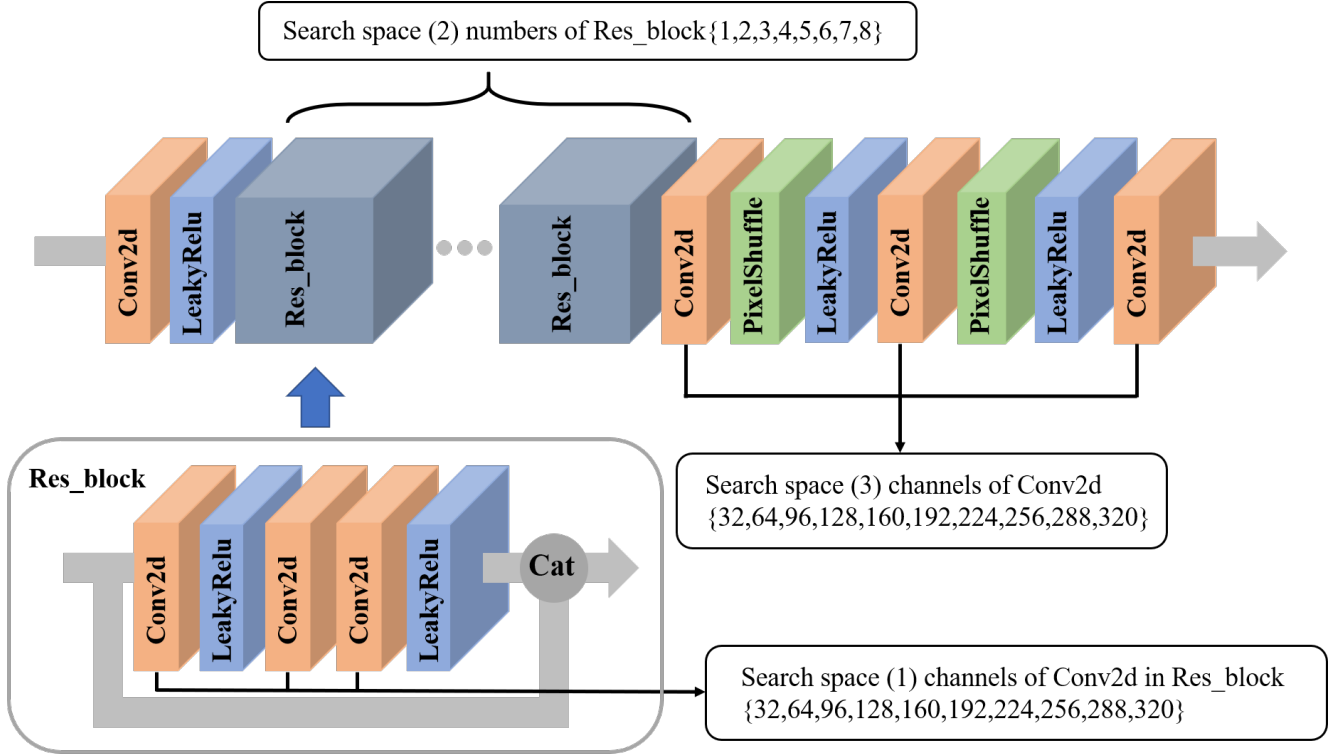 Search space (2) numbers of Res_block{1,2,3,4,5,6,7,8}
Conv2d
LeakyRelu
Res_block
Res_block
Conv2d
PixelShuffle
LeakyRelu
Conv2d
PixelShuffle
LeakyRelu
Conv2d
Search space (3) channels of Conv2d
{32,64,96,128,160,192,224,256,288,320}
Res_block
Conv2d
LeakyRelu
Conv2d
Conv2d
LeakyRelu
Cat
Search space (1) channels of Conv2d in Res_block
{32,64,96,128,160,192,224,256,288,320}